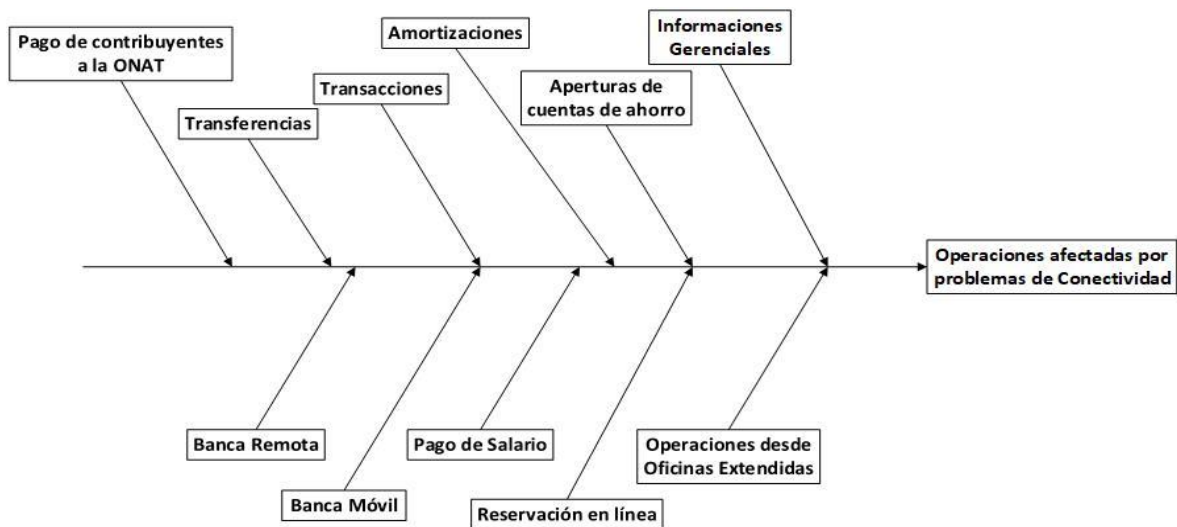 Pago de contribuyentes
a la ONAT
Transferencias
Transacciones
Amortizaciones
Aperturas de
cuentas de ahorro
Informaciones
Gerenciales
Operaciones afectadas por
problemas de Conectividad
Banca Remota
Banca Móvil
Pago de Salario
Reservación en línea
Operaciones desde
Oficinas Extendidas